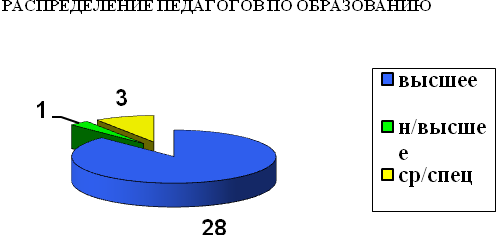 РАСПРЕДЕЛЕНИЕ ПЕДАГОГОВ ПО ОБРАЗОВАНИЮ
1
3
28
высшее
н/высше
е
ср/спец